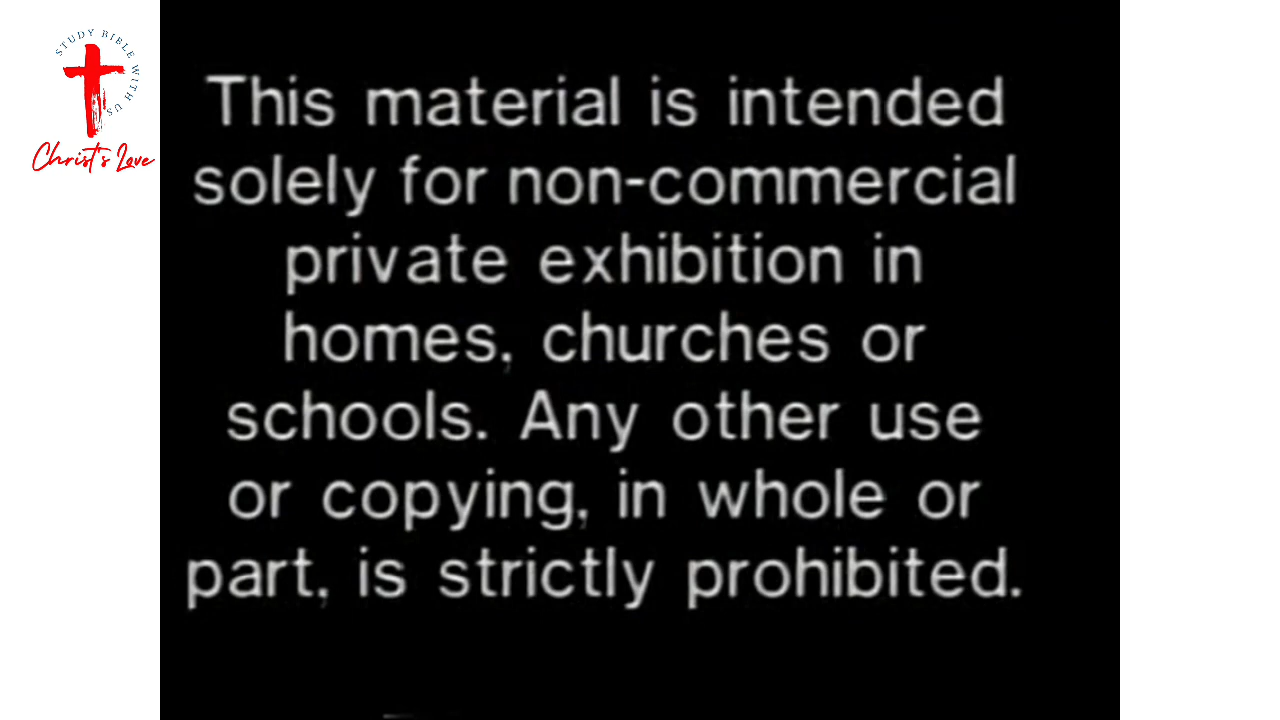 STUDY BIBLE WITH US
Christ's Love
This material is intended
solely for non-commercial
private exhibition in
homes, churches or
schools. Any other use
or copying, in whole or
part, is strictly prohibited.